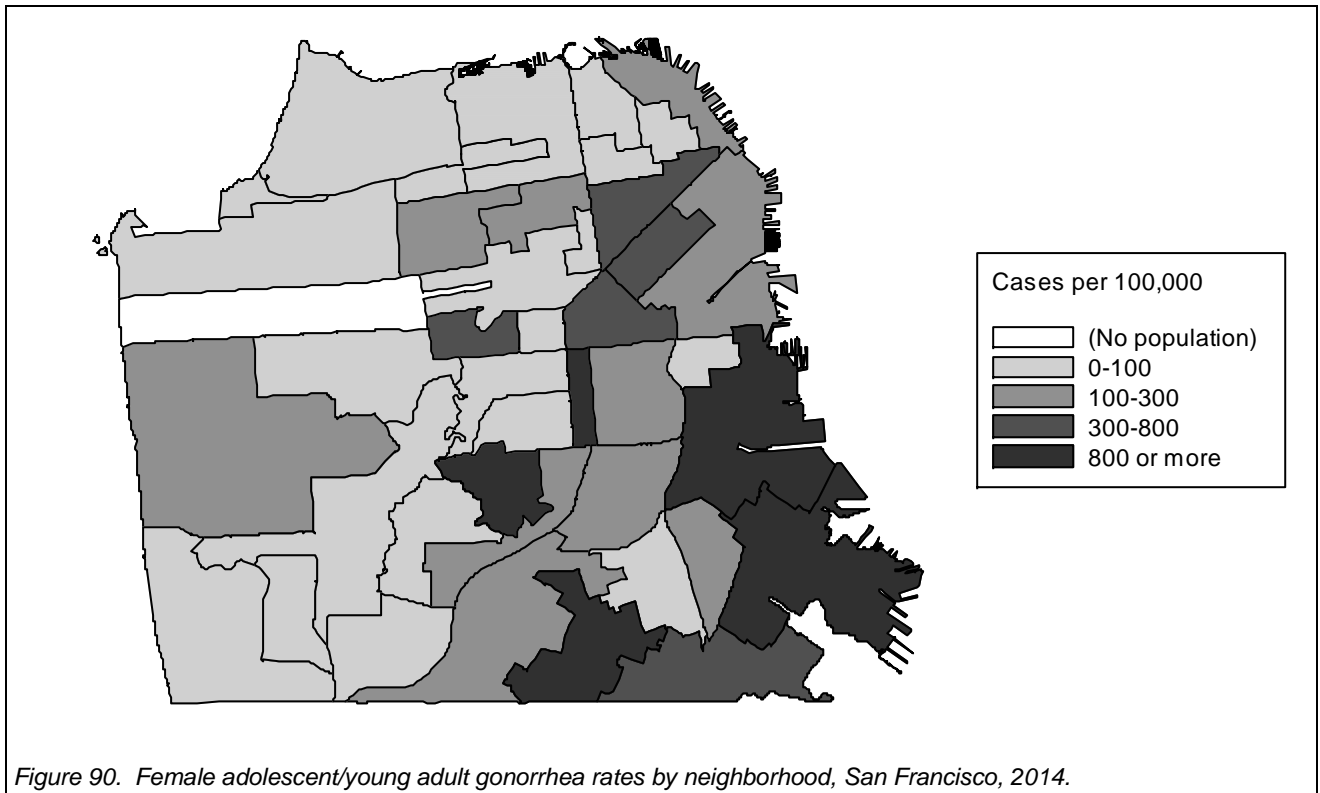 Cases per 100,000
(No population)
0-100
100-300
300-800
800 or more
Figure 90.  Female adolescent/young adult gonorrhea rates by neighborhood, San Francisco, 2014.